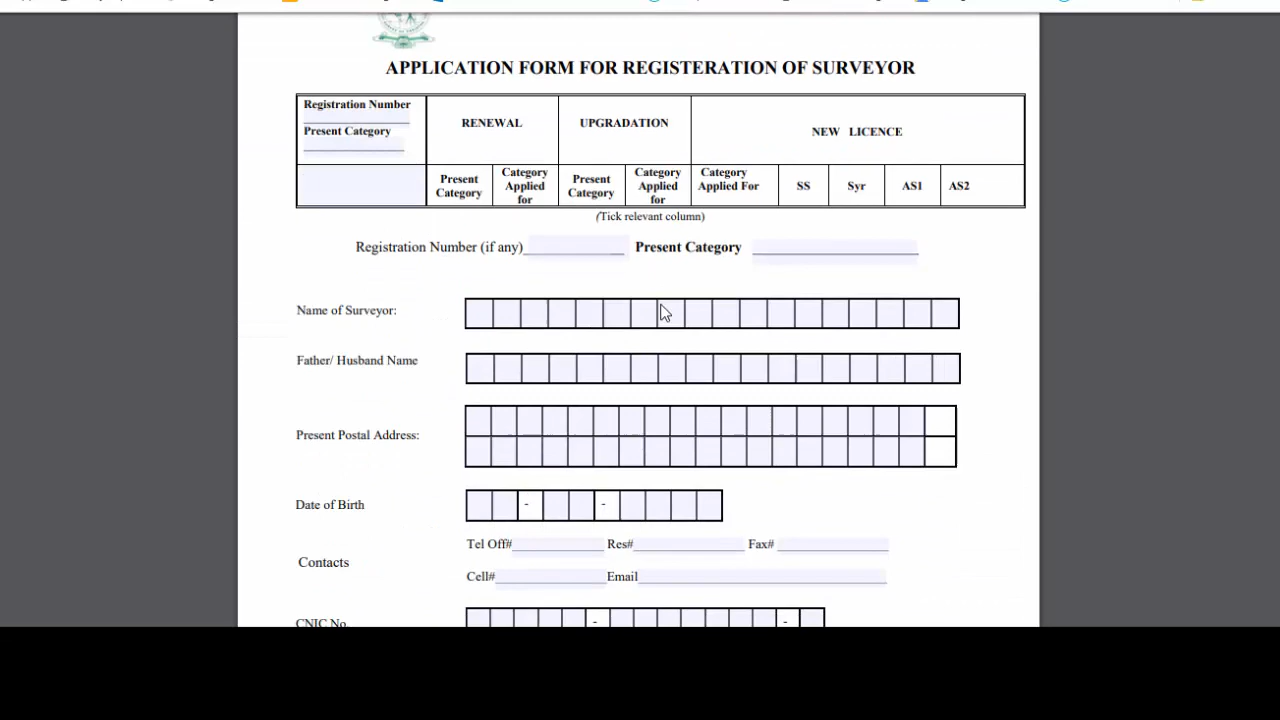 APPLICATION FORM FOR REGISTERATION OF SURVEYOR
Registration Number
Present Category
RENEWAL
UPGRADATION
NEW LICENCE
Present Category
Category Applied for
Present Category
Category Applied for
Category Applied For
SS
Syr
AS1
AS2
(Tick relevant column)
Registration Number (if any) Present Category
Name of Surveyor:
Father/ Husband Name
Present Postal Address:
Date of Birth - -
Contacts
Tel Off# Res# Fax#
Cell# Email
CNIC No - -